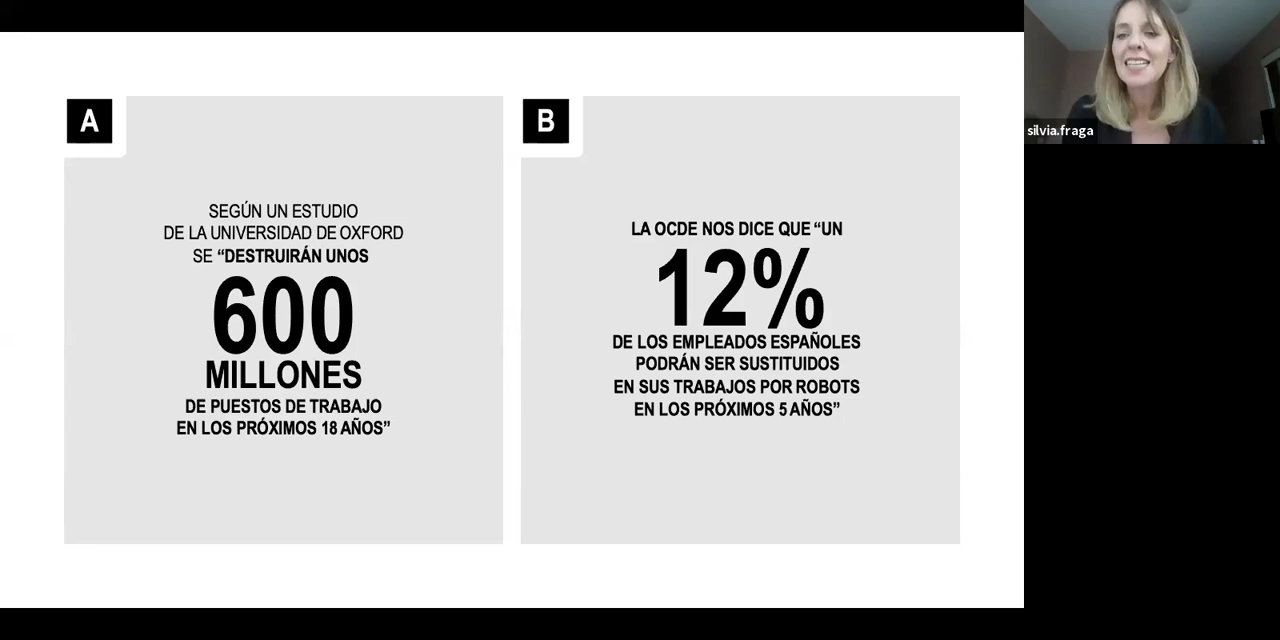 A
SEGÚN UN ESTUDIO
DE LA UNIVERSIDAD DE OXFORD
SE “DESTRUIRÁN UNOS
600
MILLONES
DE PUESTOS DE TRABAJO
EN LOS PRÓXIMOS 18 AÑOS”
B
LA OCDE NOS DICE QUE “UN
12%
DE LOS EMPLEADOS ESPAÑOLES
PODRÁN SER SUSTITUIDOS
EN SUS TRABAJOS POR ROBOTS
EN LOS PRÓXIMOS 5 AÑOS”
silvia.fraga